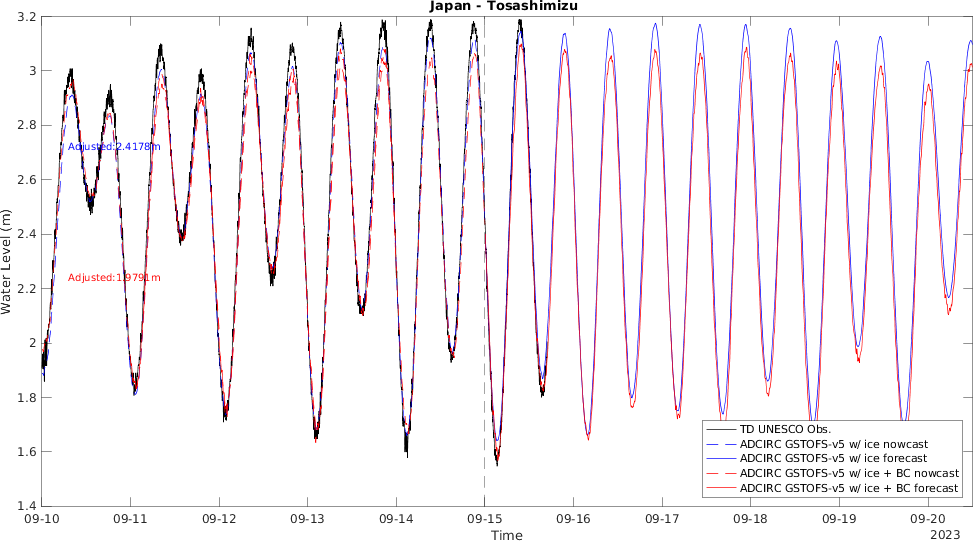 Japan - Tosashimizu
Water Level (m)
3.2
3
2.8
2.6
2.4
2.2
2
1.8
1.6
1.4
Adjusted:2.4178m
Adjusted:1.9791m
TD UNESCO Obs.
ADCIRC GSTOFS-v5 w/ ice nowcast
ADCIRC GSTOFS-v5 w/ ice forecast
ADCIRC GSTOFS-v5 w/ ice + BC nowcast
ADCIRC GSTOFS-v5 w/ ice + BC forecast
09-10 09-11 09-12 09-13 09-14 09-15 09-16 09-17 09-18 09-19 09-20
Time
2023